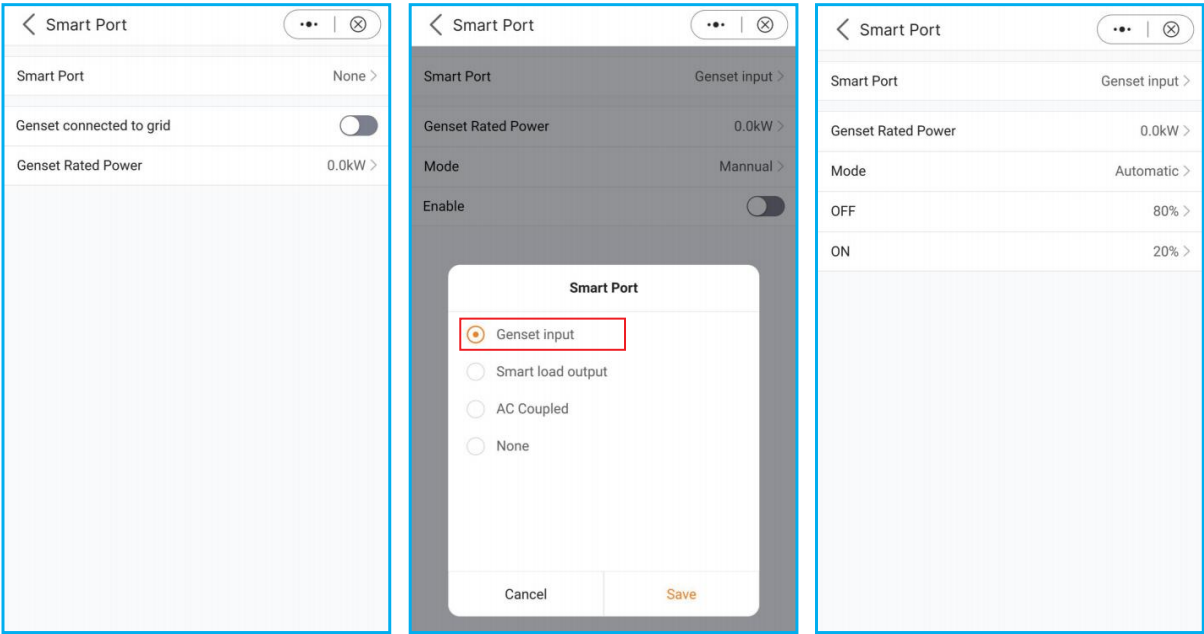 Smart Port
Smart Port None
Genset connected to grid
Genset Rated Power 0.0kW
Smart Port
Smart Port Genset input
Genset Rated Power 0.0kW
Mode Mannual
Enable
Smart Port
Genset input
Smart load output
AC Coupled
None
Cancel Save
Smart Port
Smart Port Genset input
Genset Rated Power 0.0kW
Mode Automatic
OFF 80%
ON 20%